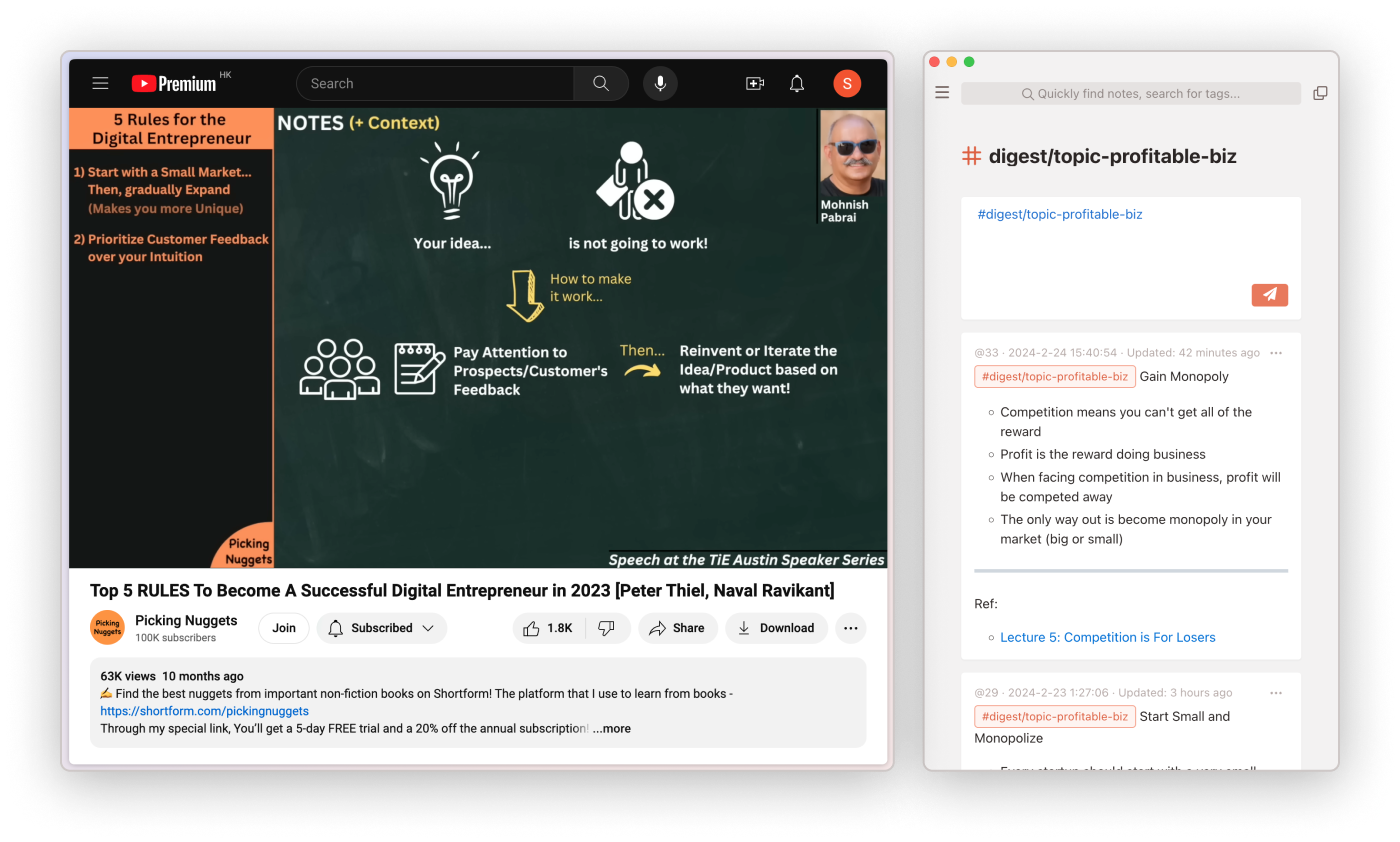 Premium HK
Search
S
5 Rules for the
Digital Entrepreneur
1) Start with a Small Market...
Then, gradually Expand
(Makes you more Unique)
2) Prioritize Customer Feedback
over your Intuition
Picking
Nuggets
NOTES (+ Context)
Mohnish
Pabrai
Your idea...
is not going to work!
How to make
it work...
Pay Attention to
Prospects/Customer's
Feedback
Then...
Reinvent or Iterate the
Idea/Product based on
what they want!
Speech at the TiE Austin Speaker Series
Top 5 RULES To Become A Successful Digital Entrepreneur in 2023 [Peter Thiel, Naval Ravikant]
Picking
Nuggets
Picking Nuggets
100K subscribers
Join
Subscribed
1.8K
Share
Download
63K views 10 months ago
✍️ Find the best nuggets from important non-fiction books on Shortform! The platform that I use to learn from books -
https://shortform.com/pickingnuggets
Through my special link, You'll get a 5-day FREE trial and a 20% off the annual subscription! ...more
Quickly find notes, search for tags...
# digest/topic-profitable-biz
#digest/topic-profitable-biz
@33 · 2024-2-24 15:40:54 · Updated: 42 minutes ago
#digest/topic-profitable-biz Gain Monopoly
Competition means you can't get all of the
reward
Profit is the reward doing business
When facing competition in business, profit will
be competed away
The only way out is become monopoly in your
market (big or small)
Ref:
Lecture 5: Competition is For Losers
@29 · 2024-2-23 1:27:06 · Updated: 3 hours ago
#digest/topic-profitable-biz Start Small and
Monopolize